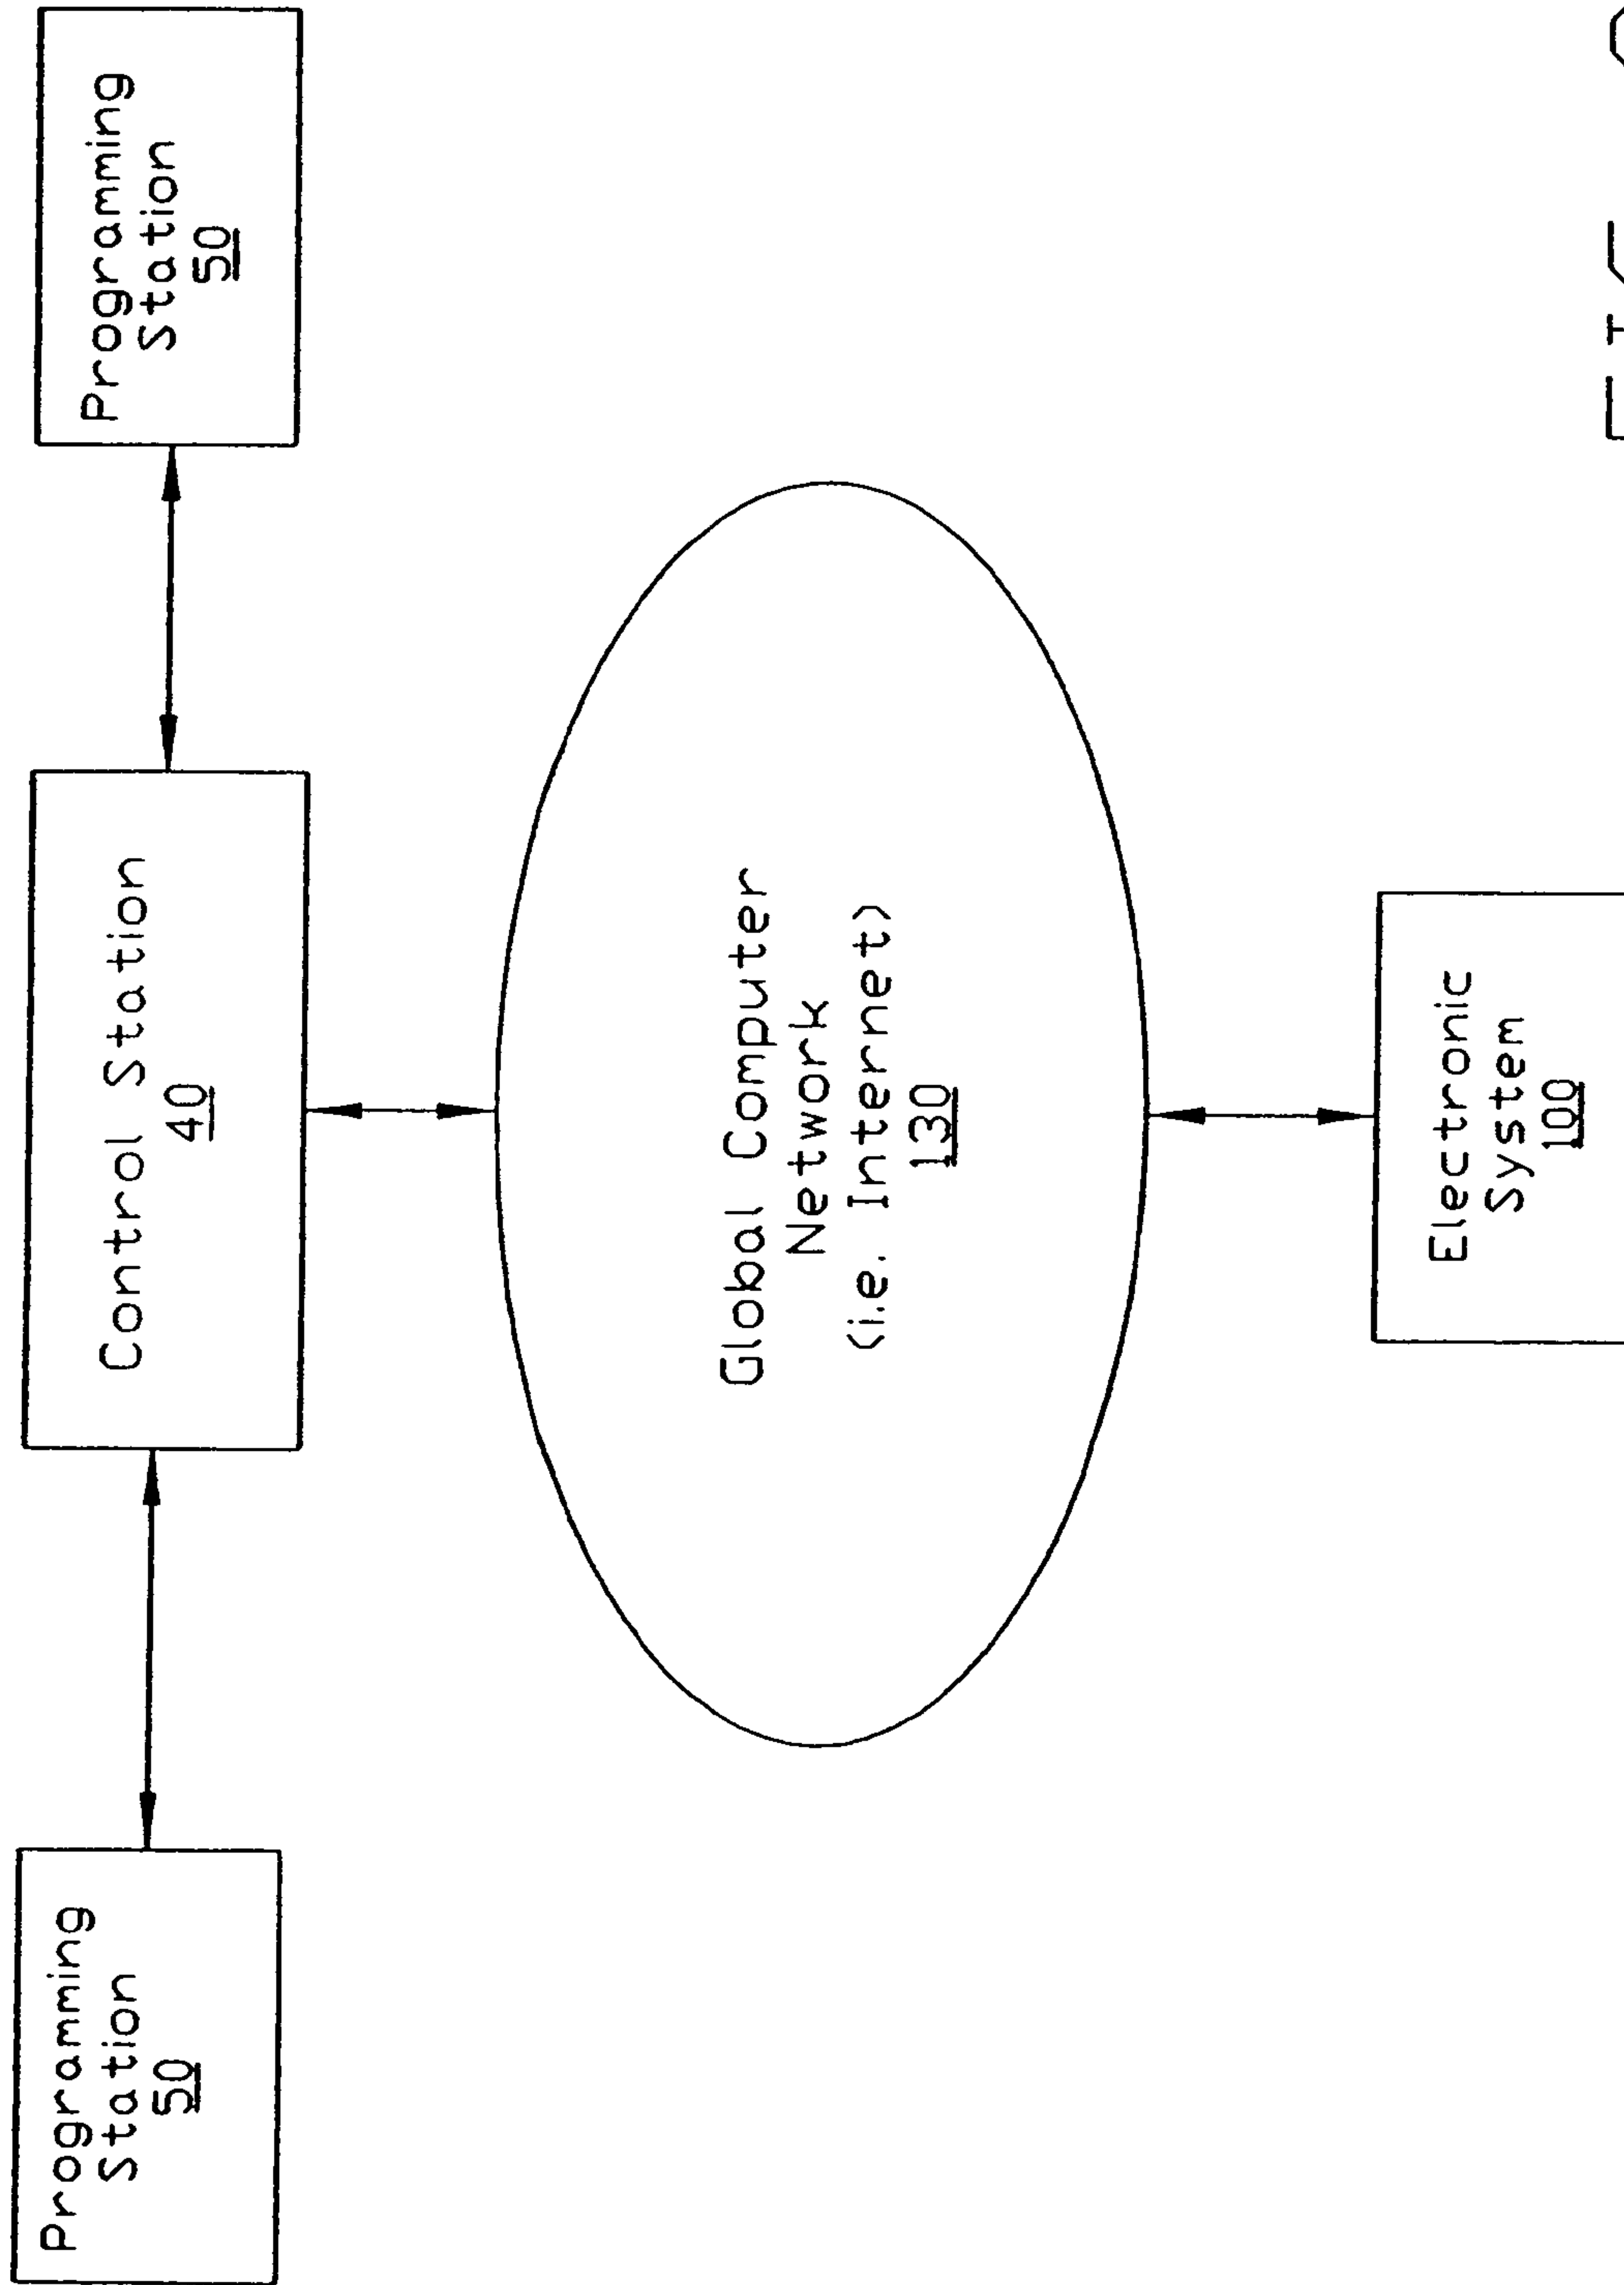 Programming
Station
50
Control Station
40
Programming
Station
50
Global Computer
Network
(i.e. Internet)
130
Electronic
System
100